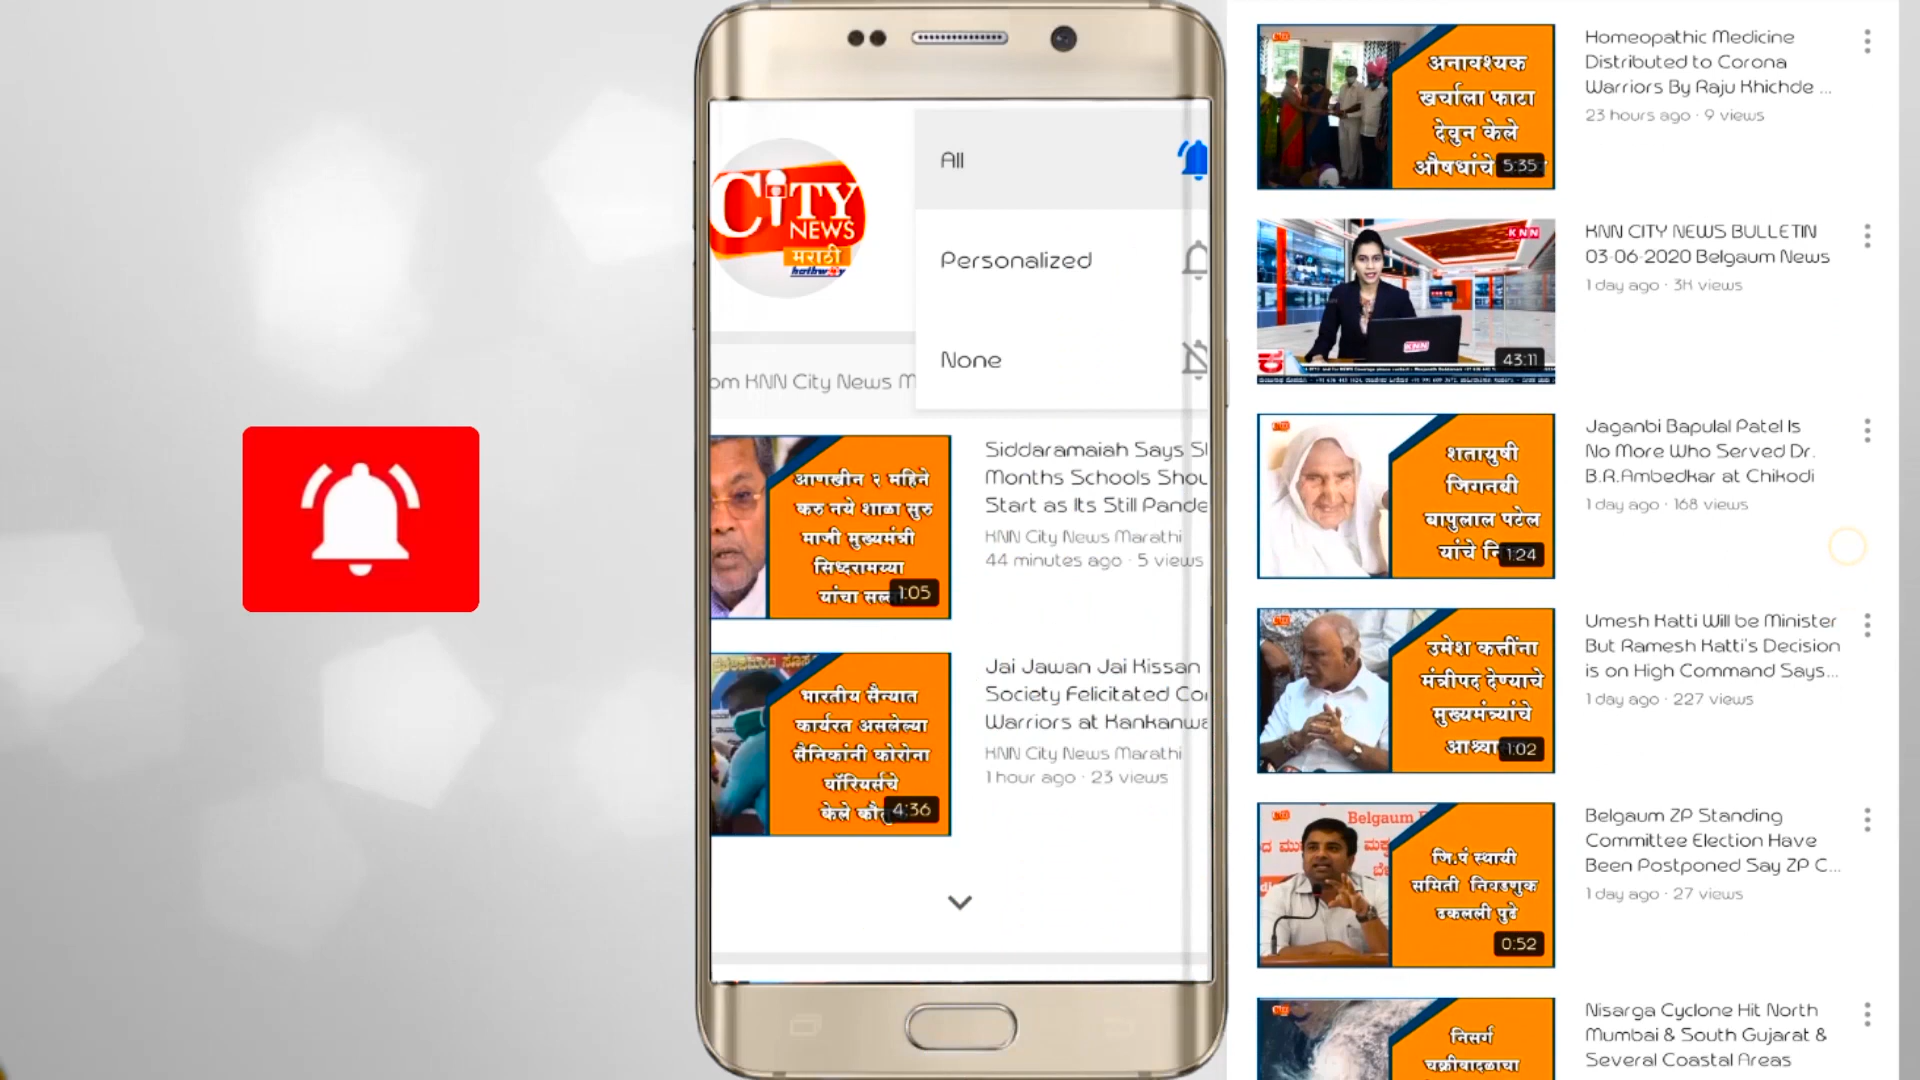 CiTY
NEWS
मराठी
hathway
All
Personalized
None
om KNN City News M
आणखीन २ महिने
करु नये शाळा सुरु
माजी मुख्यमंत्री
सिध्दरामय्या
यांचा सल्
1:05
Siddaramaiah Says S
Months Schools Shou
Start as Its Still Pande
KNN City News Marathi
44 minutes ago · 5 views
भारतीय सैन्यात
कार्यरत असलेल्या
सैनिकांनी कोरोना
वॉरियर्सचे
केले कौतु
4:36
Jai Jawan Jai Kissan
Society Felicitated Co
Warriors at Kankanwa
KNN City News Marathi
1 hour ago · 23 views
अनावश्यक
खर्चाला फाटा
देवुन केले
औषधांचे
5:35
Homeopathic Medicine
Distributed to Corona
Warriors By Raju Khichde ...
23 hours ago · 9 views
KNN
KNN
43:11
KNN CITY NEWS BULLETIN
03-06-2020 Belgaum News
1 day ago · 3K views
शतायुषी
जिगनबी
बापुलाल पटेल
यांचे नि
1:24
Jaganbi Bapulal Patel Is
No More Who Served Dr.
B.R.Ambedkar at Chikodi
1 day ago · 168 views
उमेश कत्तींना
मंत्रीपद देण्याचे
मुख्यमंत्र्यांचे
आश्वा
1:02
Umesh Katti Will be Minister
But Ramesh Katti's Decision
is on High Command Says...
1 day ago · 227 views
Belgaum
जि.पं स्थायी
समिती निवडणुक
ढकलली पुढे
0:52
Belgaum ZP Standing
Committee Election Have
Been Postponed Say ZP C...
1 day ago · 27 views
निसर्ग
चक्रीवादळाचा
Nisarga Cyclone Hit North
Mumbai & South Gujarat &
Several Coastal Areas